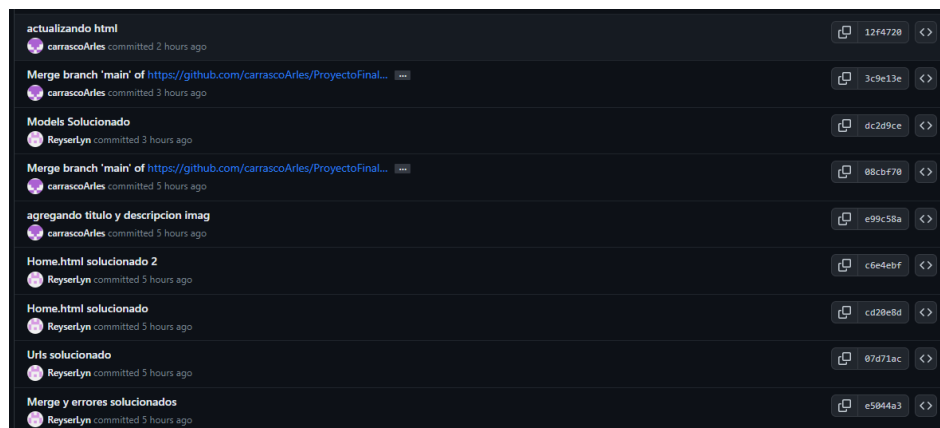 actualizando html
carrascoArles committed 2 hours ago
12f4720
Merge branch 'main' of https://github.com/carrascoArles/ProyectoFinal... ...
carrascoArles committed 3 hours ago
3c9e13e
Models Solucionado
ReyserLyn committed 3 hours ago
dc2d9ce
Merge branch 'main' of https://github.com/carrascoArles/ProyectoFinal... ...
carrascoArles committed 5 hours ago
08cbf70
agregando titulo y descripcion imag
carrascoArles committed 5 hours ago
e99c58a
Home.html solucionado 2
ReyserLyn committed 5 hours ago
c6e4ebf
Home.html solucionado
ReyserLyn committed 5 hours ago
cd20e8d
Urls solucionado
ReyserLyn committed 5 hours ago
07d71ac
Merge y errores solucionados
ReyserLyn committed 5 hours ago
e5044a3